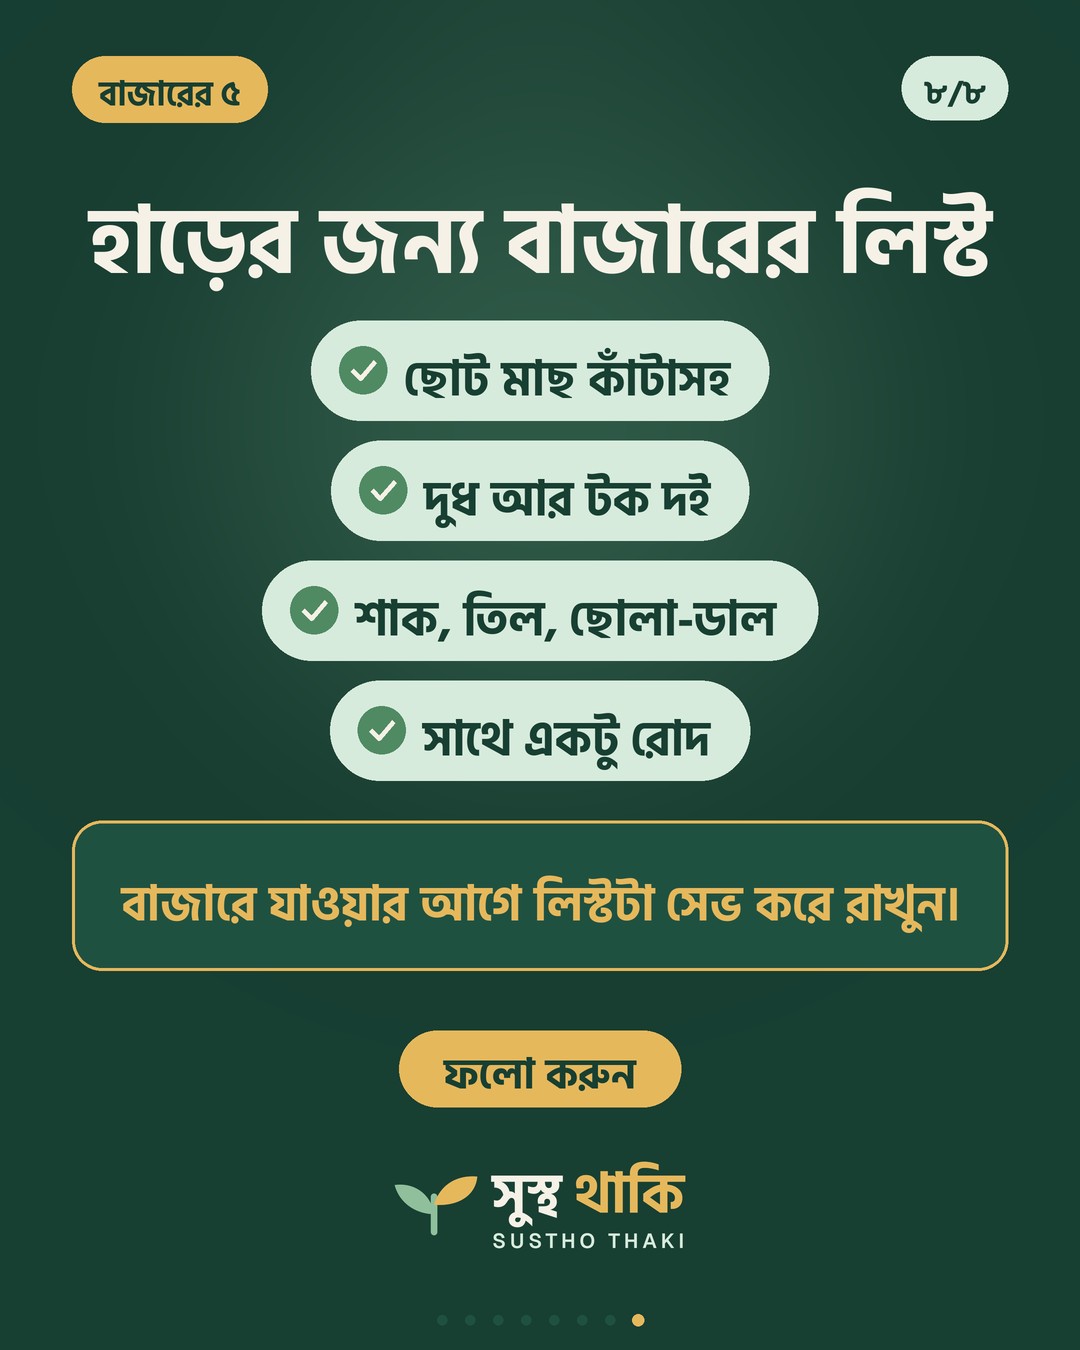 বাজারের ৫
৮/৮
হাড়ের জন্য বাজারের লিস্ট
ছোট মাছ কাঁটাসহ
দুধ আর টক দই
শাক, তিল, ছোলা-ডাল
সাথে একটু রোদ
বাজারে যাওয়ার আগে লিস্টটা সেভ করে রাখুন।
ফলো করুন
সুস্থ থাকি
SUSTHO THAKI